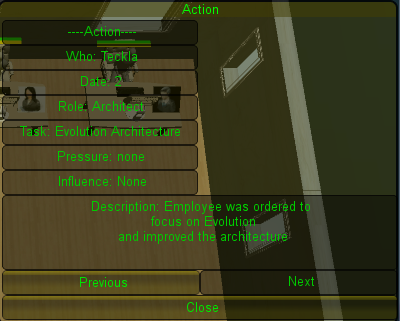 Action
----Action----
Who: Teckla
Date: 2
Role: Architect
Task: Evolution Architecture
Pressure: none
Influence: None
Description: Employee was ordered to
focus on Evolution
and improved the architecture
Previous
Next
Close